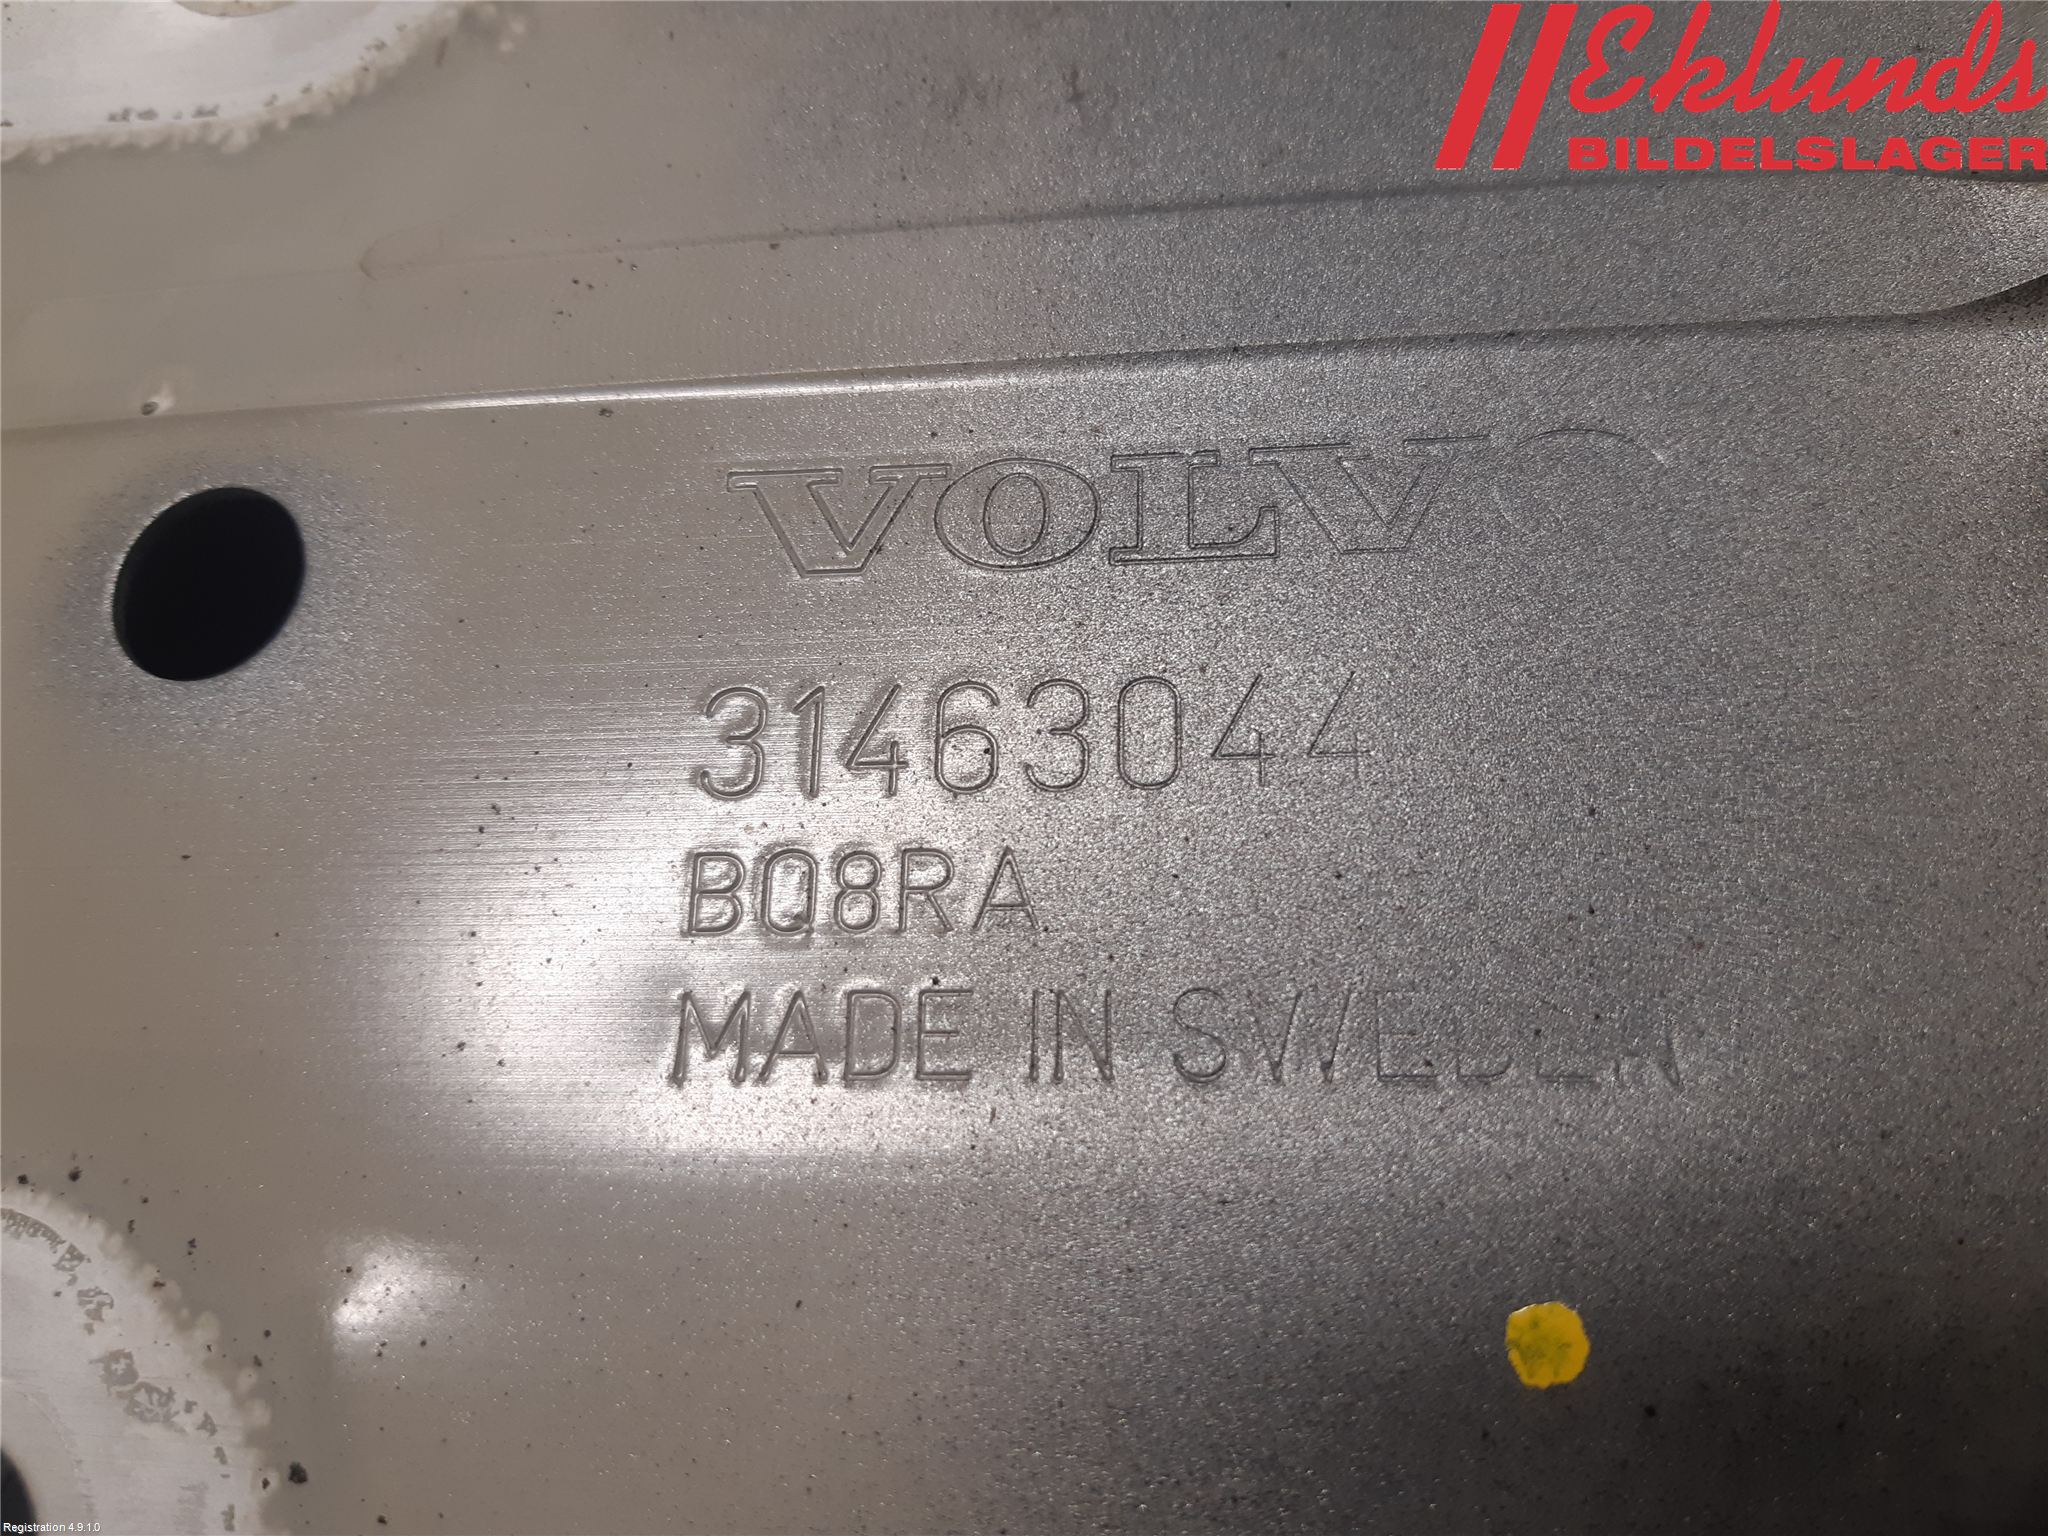 Eklunds
BILDELSLAGER
VOLVO
31463044
BQ8RA
MADE IN SWEDEN
Registration 4.9.1.0